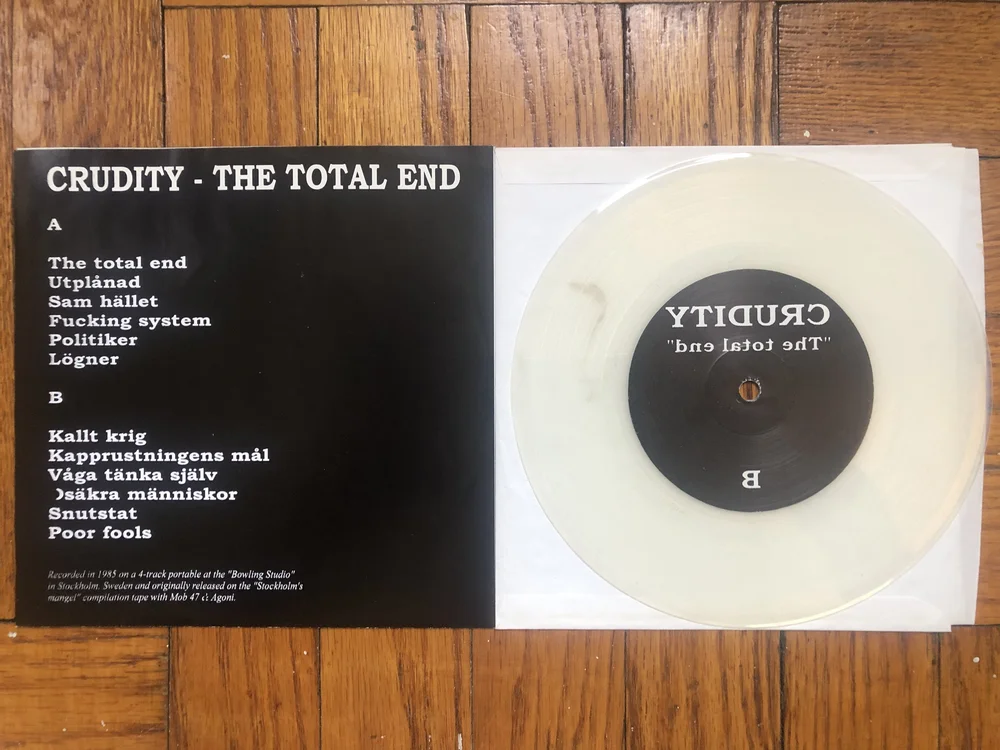 CRUDITY - THE TOTAL END
A
The total end
Utplånad
Sam hället
Fucking system
Politiker
Lögner
B
Kallt krig
Kapprustningens mål
Våga tänka själv
människor
Snutstat
Poor fools
Recorded in 1985 on a 4-track portable at the "Bowling Studio"
in Stockholm, Sweden and originally released on the "Stockholm's
mangel" compilation tape with Mob 47 & Agoni.
CRUDITY
"The total end"
B